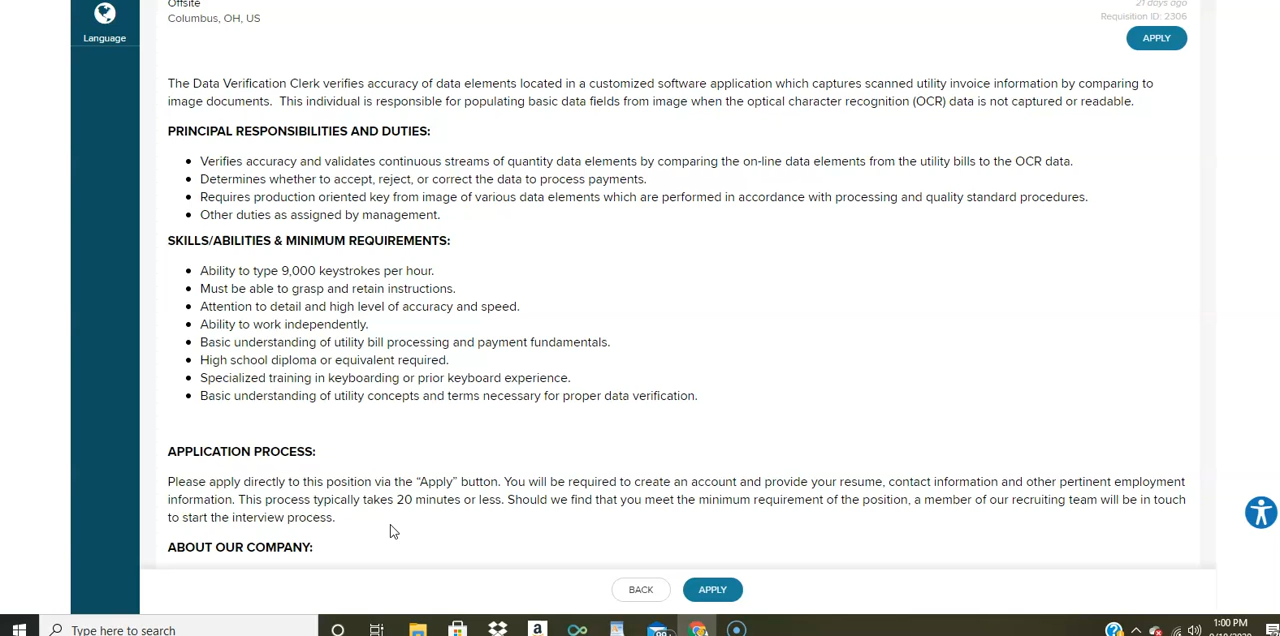 Offsite
21 days ago
Columbus, OH, US
Requisition ID: 2306
Language
APPLY
The Data Verification Clerk verifies accuracy of data elements located in a customized software application which captures scanned utility invoice information by comparing to
image documents.  This individual is responsible for populating basic data fields from image when the optical character recognition (OCR) data is not captured or readable.
PRINCIPAL RESPONSIBILITIES AND DUTIES:
• Verifies accuracy and validates continuous streams of quantity data elements by comparing the on-line data elements from the utility bills to the OCR data.
• Determines whether to accept, reject, or correct the data to process payments.
• Requires production oriented key from image of various data elements which are performed in accordance with processing and quality standard procedures.
• Other duties as assigned by management.
SKILLS/ABILITIES & MINIMUM REQUIREMENTS:
• Ability to type 9,000 keystrokes per hour.
• Must be able to grasp and retain instructions.
• Attention to detail and high level of accuracy and speed.
• Ability to work independently.
• Basic understanding of utility bill processing and payment fundamentals.
• High school diploma or equivalent required.
• Specialized training in keyboarding or prior keyboard experience.
• Basic understanding of utility concepts and terms necessary for proper data verification.
APPLICATION PROCESS:
Please apply directly to this position via the “Apply” button. You will be required to create an account and provide your resume, contact information and other pertinent employment
information. This process typically takes 20 minutes or less. Should we find that you meet the minimum requirement of the position, a member of our recruiting team will be in touch
to start the interview process.
ABOUT OUR COMPANY:
BACK
APPLY
Type here to search
1:00 PM